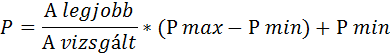 P = A legjobb / A vizsgált * (P max − P min) + P min